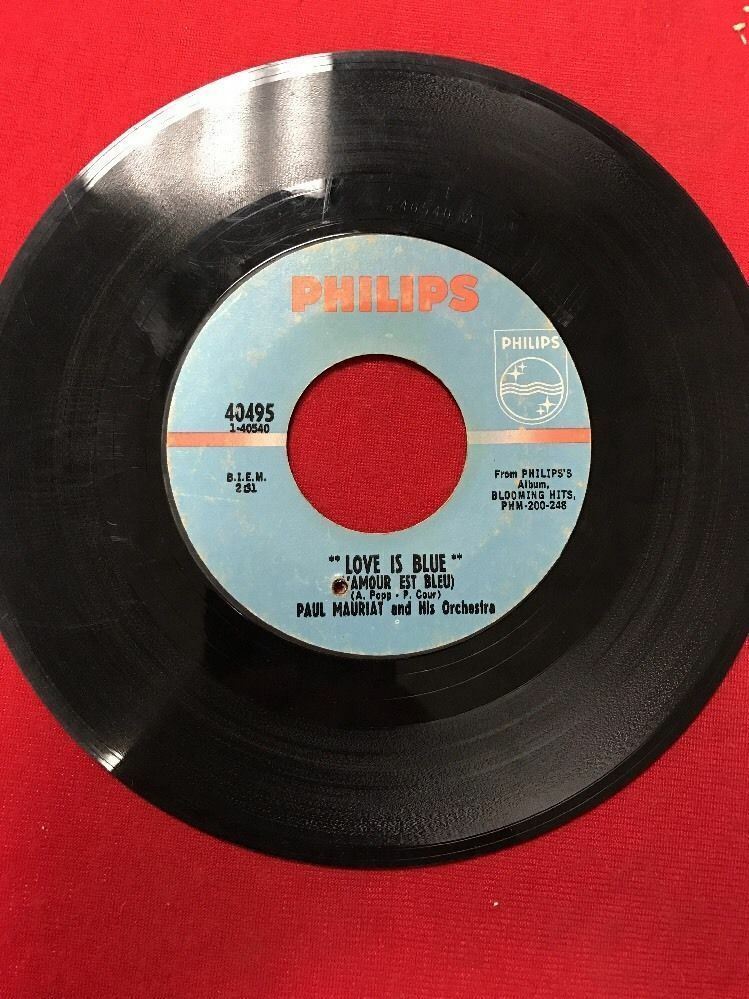 PHILIPS
PHILIPS
40495
1-40540
B.I.E.M.
2:31
From PHILIPS'S
Album,
BLOOMING HITS,
PHM-200-248
** LOVE IS BLUE **
'AMOUR EST BLEU)
(A. Popp - P. Cour)
PAUL MAURIAT and His Orchestra